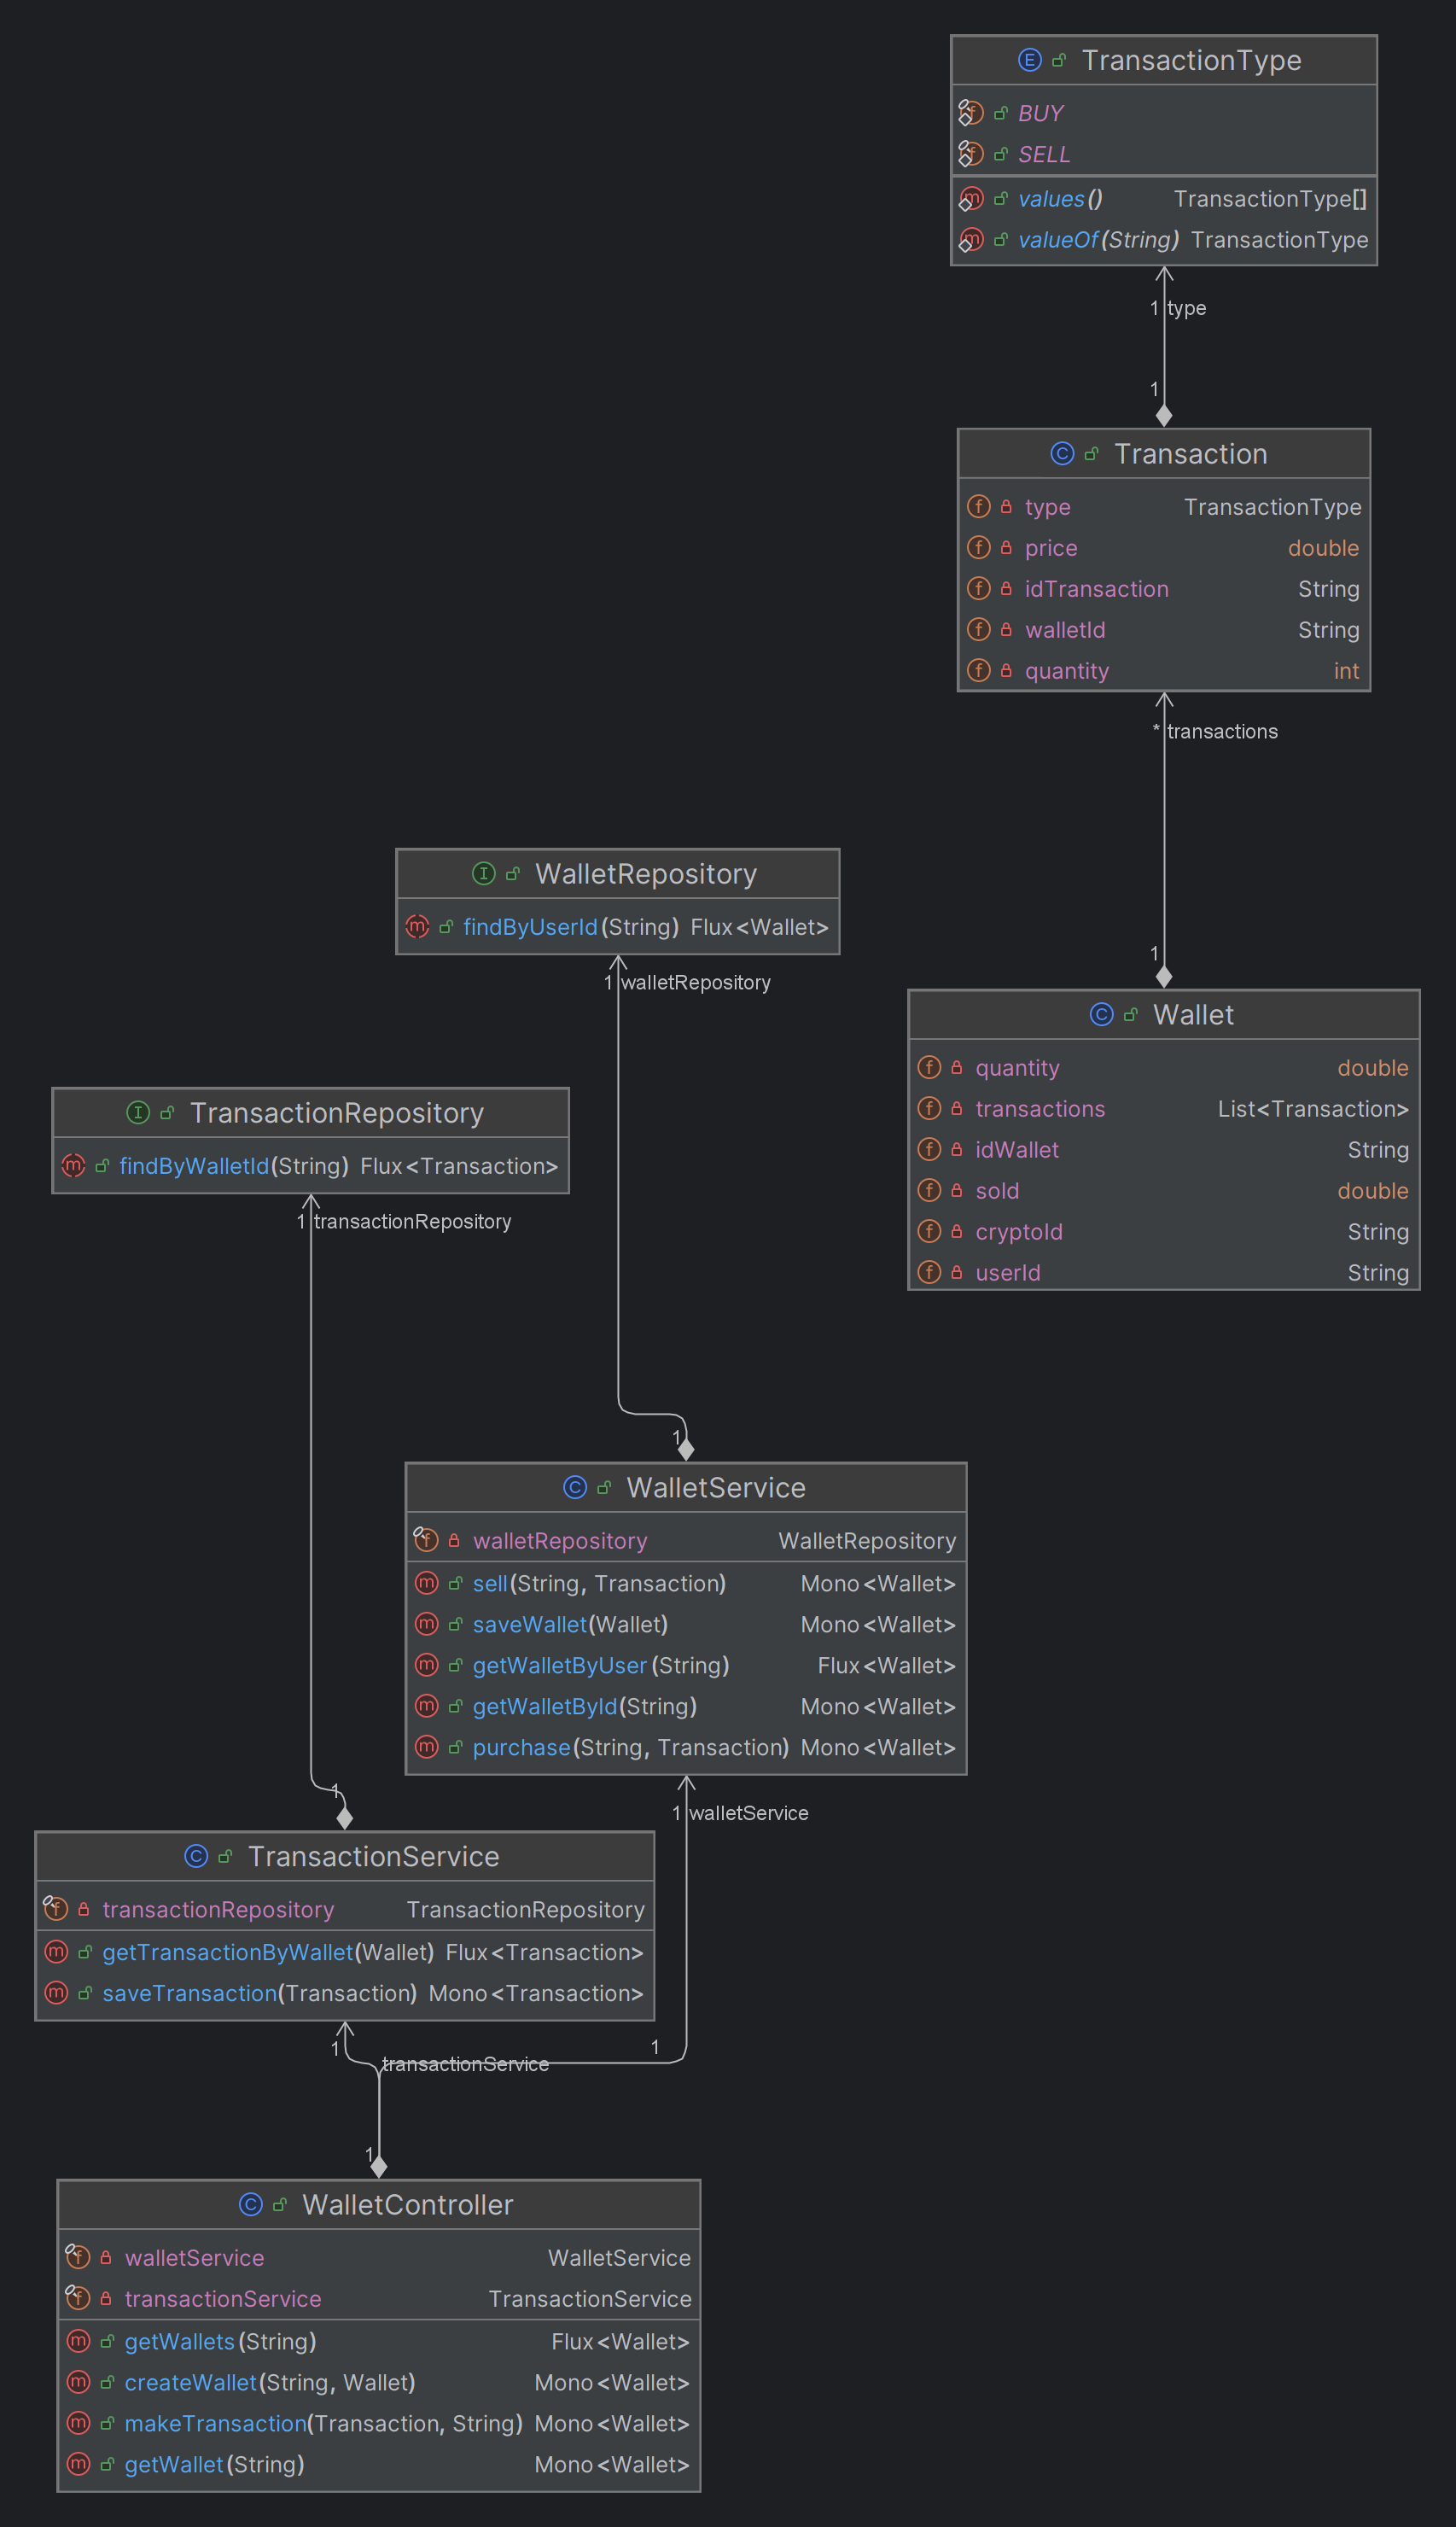 TransactionType
BUY
SELL
values() TransactionType[]
valueOf(String) TransactionType
1 type
1
Transaction
type TransactionType
price double
idTransaction String
walletId String
quantity int
* transactions
1
WalletRepository
findByUserId(String) Flux<Wallet>
1 walletRepository
Wallet
quantity double
transactions List<Transaction>
idWallet String
sold double
cryptoId String
userId String
TransactionRepository
findByWalletId(String) Flux<Transaction>
1 transactionRepository
1
WalletService
walletRepository WalletRepository
sell(String, Transaction) Mono<Wallet>
saveWallet(Wallet) Mono<Wallet>
getWalletByUser(String) Flux<Wallet>
getWalletById(String) Mono<Wallet>
purchase(String, Transaction) Mono<Wallet>
1 walletService
1
TransactionService
transactionRepository TransactionRepository
getTransactionByWallet(Wallet) Flux<Transaction>
saveTransaction(Transaction) Mono<Transaction>
1 transactionService 1
1
WalletController
walletService WalletService
transactionService TransactionService
getWallets(String) Flux<Wallet>
createWallet(String, Wallet) Mono<Wallet>
makeTransaction(Transaction, String) Mono<Wallet>
getWallet(String) Mono<Wallet>